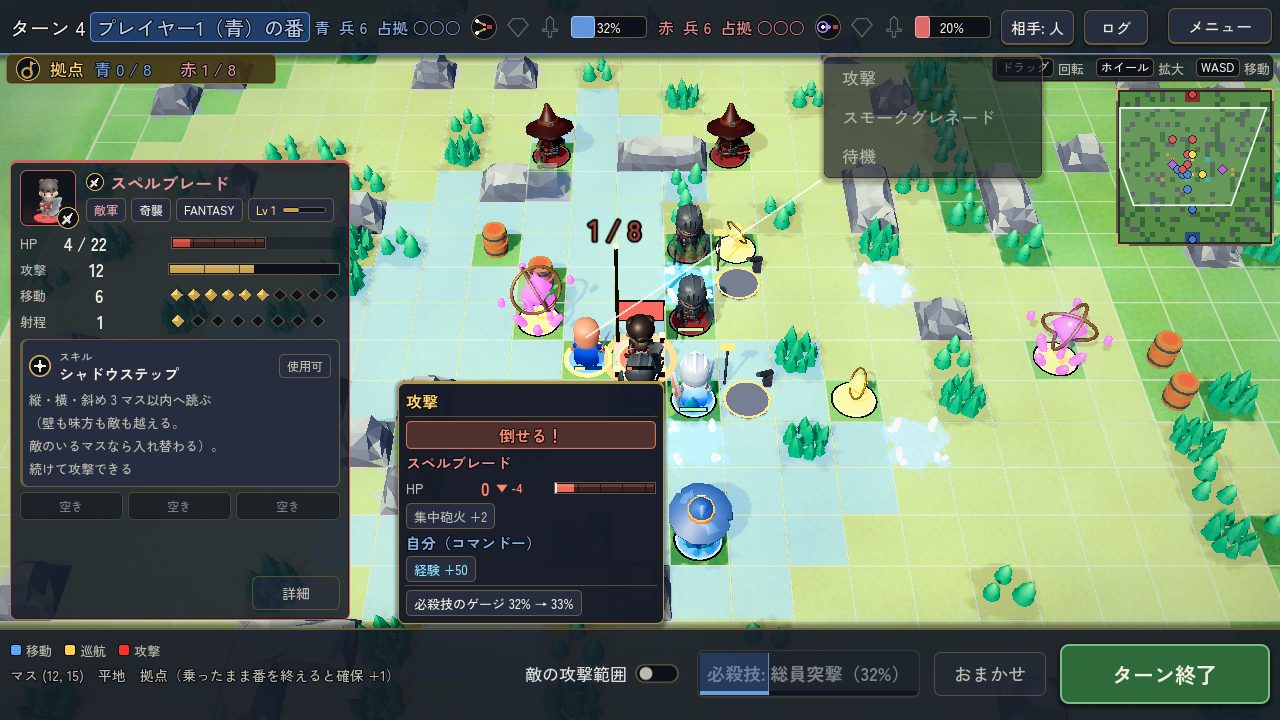 ターン 4 プレイヤー1（青）の番 青 兵 6 占拠 32% 赤 兵 6 占拠 20% 相手: 人 ログ メニュー
拠点 青 0 / 8 赤 1 / 8
ドラッグ 回転 ホイール 拡大 WASD 移動
攻撃
スモークグレネード
待機
スペルブレード
敵軍 奇襲 FANTASY Lv 1
HP 4 / 22
攻撃 12
移動 6
射程 1
スキル
シャドウステップ
使用可
縦・横・斜め 3 マス以内へ跳ぶ
（岩も味方も敵も越える。
敵のいるマスなら入れ替わる）。
続けて攻撃できる
空き 空き 空き
詳細
1 / 8
攻撃
倒せる！
スペルブレード
HP 0 ▼ -4
集中砲火 +2
自分（コマンドー）
経験 +50
必殺技のゲージ 32% → 33%
移動 巡航 攻撃
マス (13, 15) 平地 拠点（乗ったまま番を終えると確保 +1）
敵の攻撃範囲
必殺技: 総員突撃（32%）
おまかせ
ターン終了